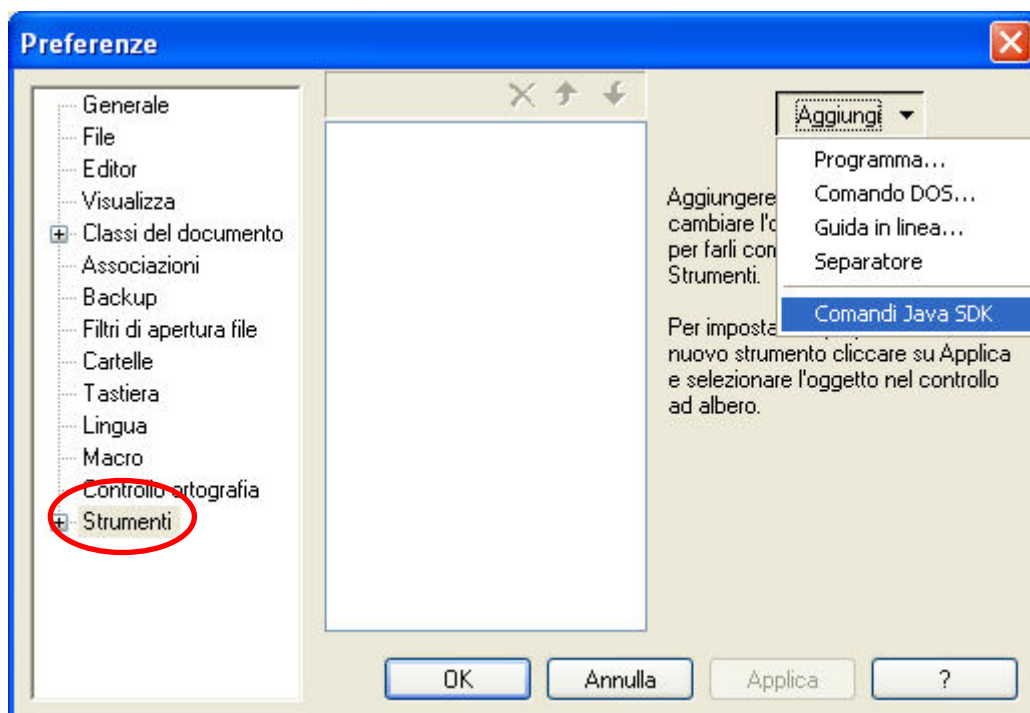 Preferenze
Generale
File
Editor
Visualizza
Classi del documento
Associazioni
Backup
Filtri di apertura file
Cartelle
Tastiera
Lingua
Macro
Controllo ortografia
Strumenti
Aggiungi
Programma...
Comando DOS...
Guida in linea...
Separatore
Comandi Java SDK
Aggiungere
cambiare l'o
per farli con
Strumenti.
Per imposta
nuovo strumento cliccare su Applica
e selezionare l'oggetto nel controllo
ad albero.
OK
Annulla
Applica
?